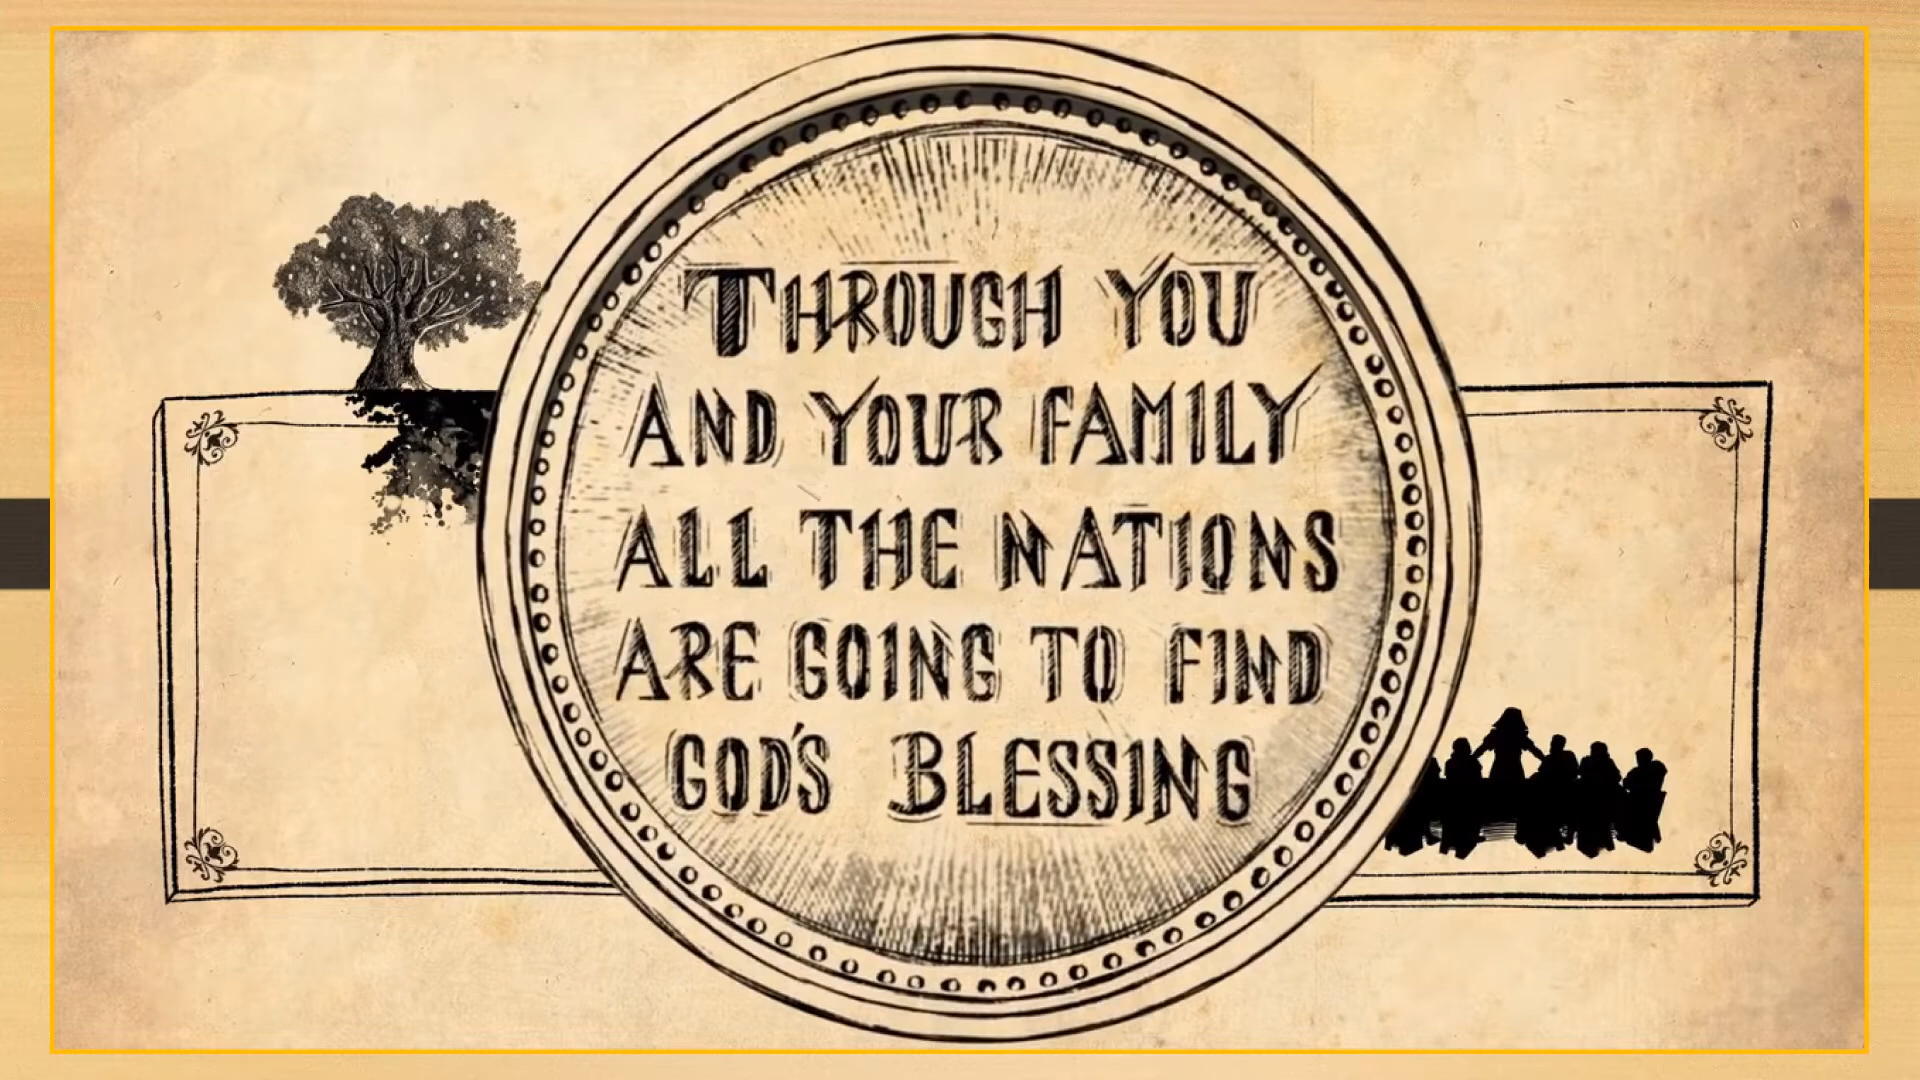 THROUGH YOU
AND YOUR FAMILY
ALL THE NATIONS
ARE GOING TO FIND
GOD'S BLESSING